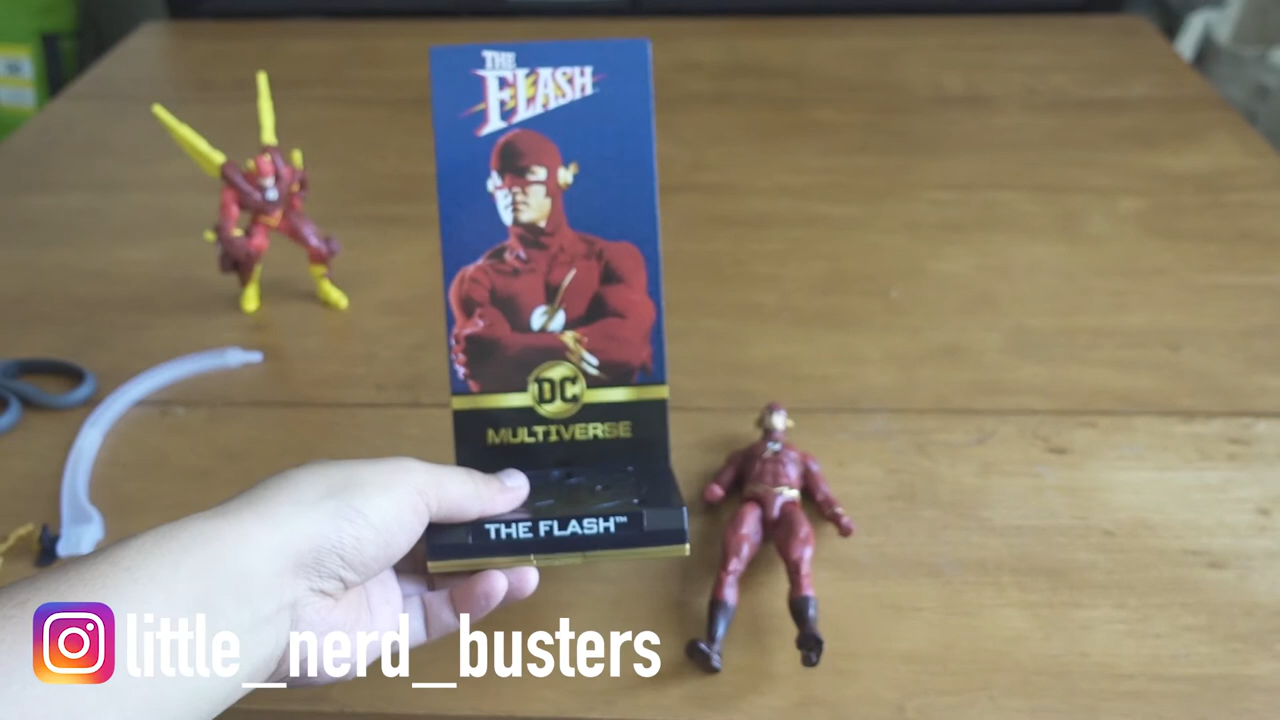 THE
FLASH
DC
MULTIVERSE
THE FLASH™
little_nerd_busters